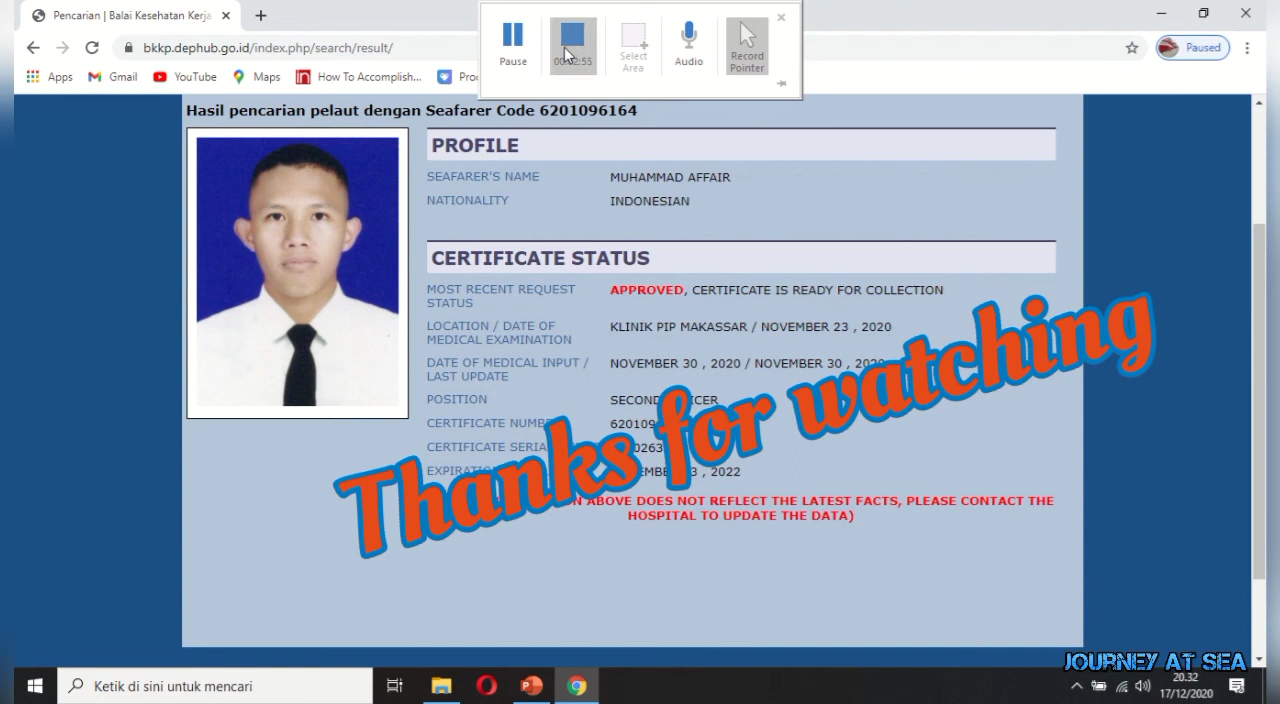 Pencarian | Balai Kesehatan Kerja
bkkp.dephub.go.id/index.php/search/result/
Paused
Pause
Select Area
Audio
Record Pointer
Apps
Gmail
YouTube
Maps
How To Accomplish...
Hasil pencarian pelaut dengan Seafarer Code 6201096164
PROFILE
SEAFARER'S NAME MUHAMMAD AFFAIR
NATIONALITY INDONESIAN
CERTIFICATE STATUS
MOST RECENT REQUEST STATUS APPROVED, CERTIFICATE IS READY FOR COLLECTION
LOCATION / DATE OF MEDICAL EXAMINATION KLINIK PIP MAKASSAR / NOVEMBER 23 , 2020
DATE OF MEDICAL INPUT / LAST UPDATE NOVEMBER 30 , 2020 / NOVEMBER 30 , 2020
POSITION SECOND
CERTIFICATE
CERTIFICATE
2022
ABOVE DOES NOT REFLECT THE LATEST FACTS, PLEASE CONTACT THE
HOSPITAL TO UPDATE THE DATA)
Thanks for watching
JOURNEY AT SEA
Ketik di sini untuk mencari
20.32
17/12/2020